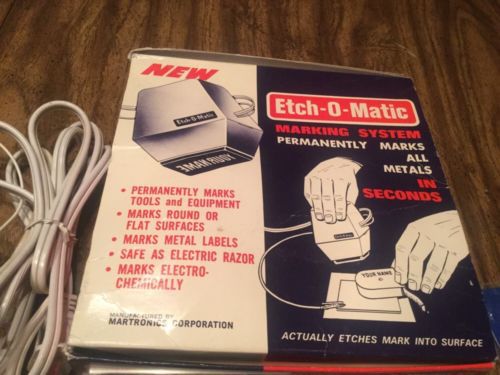 NEW
Etch-O-Matic
Etch-O-Matic
MARKING SYSTEM
PERMANENTLY MARKS
ALL
METALS
IN
SECONDS
• PERMANENTLY MARKS
TOOLS and EQUIPMENT
• MARKS ROUND OR
FLAT SURFACES
• MARKS METAL LABELS
• SAFE AS ELECTRIC RAZOR
• MARKS ELECTRO-
CHEMICALLY
YOUR NAME
MANUFACTURED BY
MARTRONICS CORPORATION
ACTUALLY ETCHES MARK INTO SURFACE